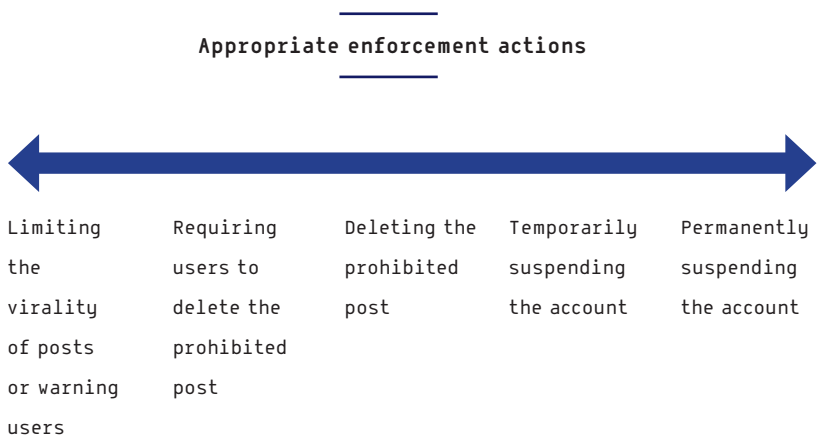 Appropriate enforcement actions
Limiting
the
virality
of posts
or warning
users
Requiring
users to
delete the
prohibited
post
Deleting the
prohibited
post
Temporarily
suspending
the account
Permanently
suspending
the account